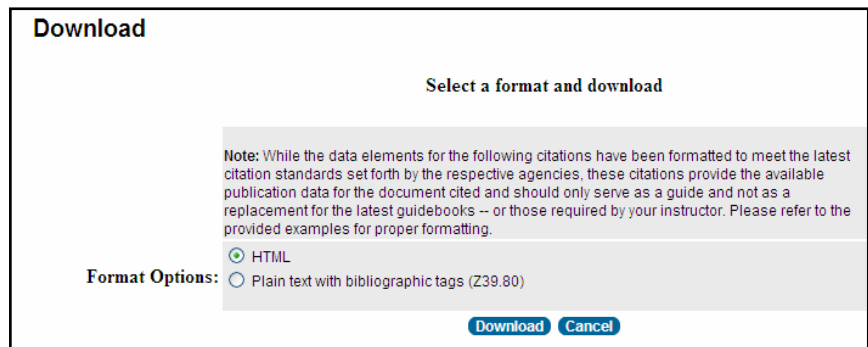 Download
Select a format and download
Note: While the data elements for the following citations have been formatted to meet the latest
citation standards set forth by the respective agencies, these citations provide the available
publication data for the document cited and should only serve as a guide and not as a
replacement for the latest guidebooks -- or those required by your instructor. Please refer to the
provided examples for proper formatting.
Format Options:
HTML
Plain text with bibliographic tags (Z39.80)
Download Cancel